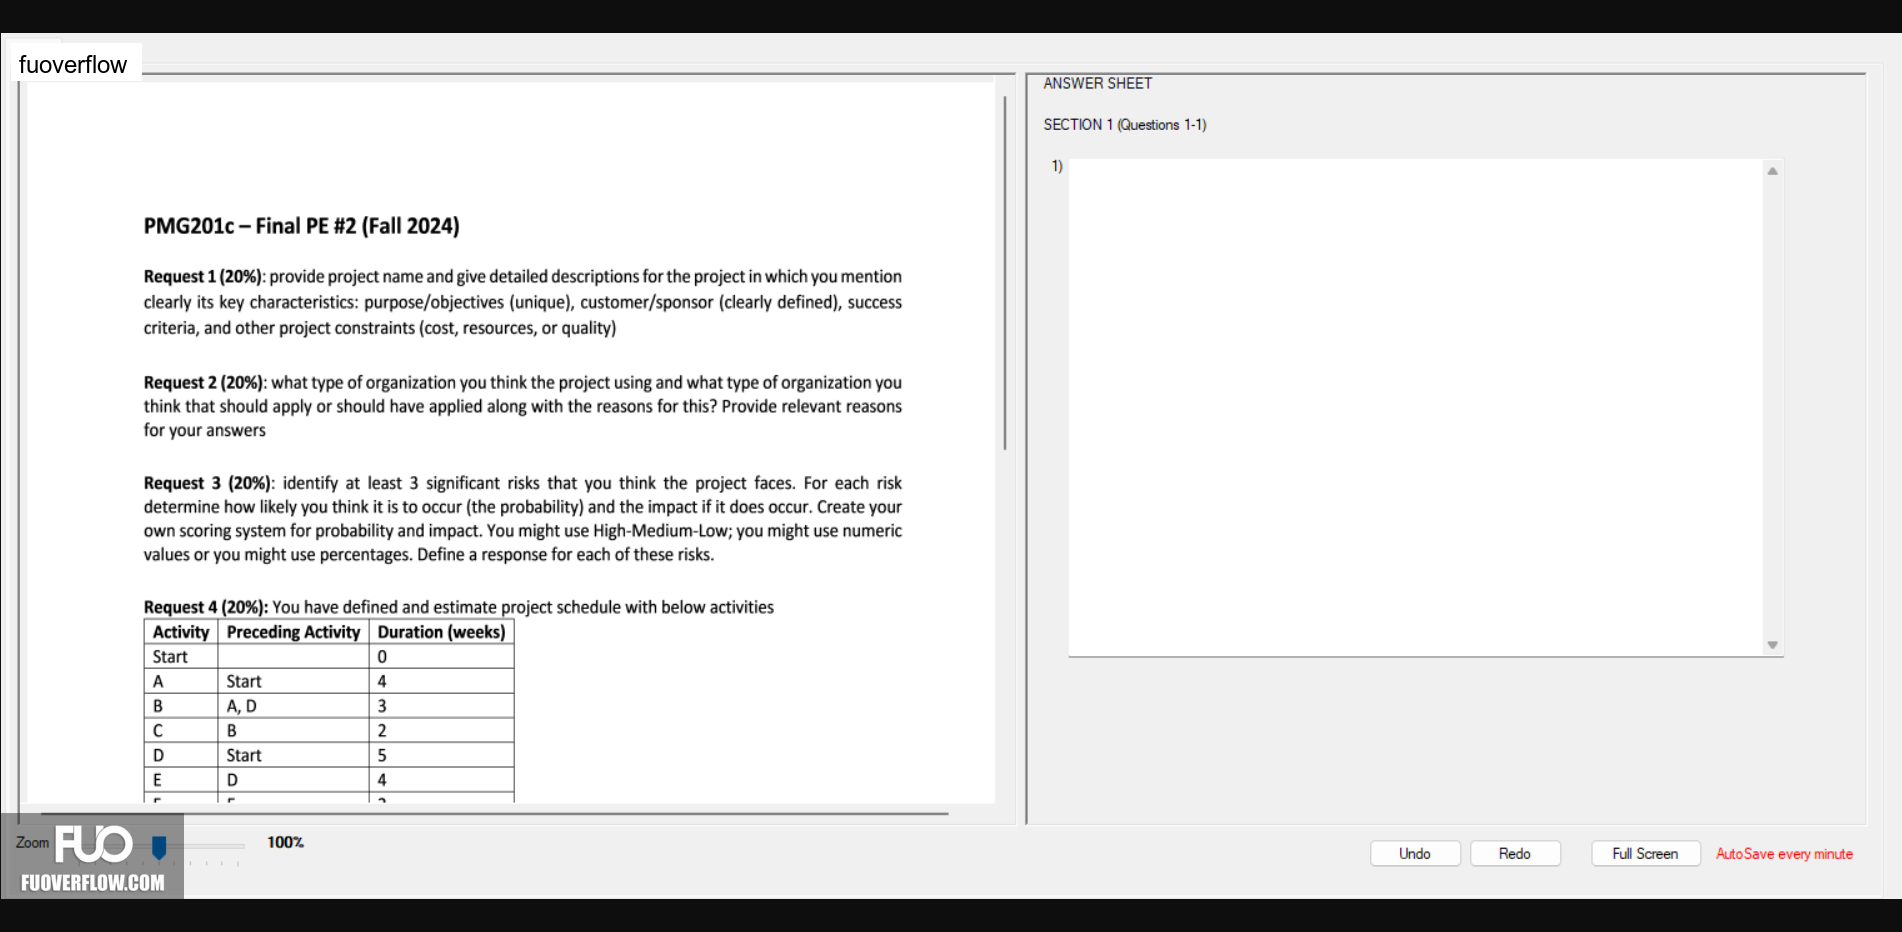 fuoverflow
PMG201c – Final PE #2 (Fall 2024)
Request 1 (20%): provide project name and give detailed descriptions for the project in which you mention
clearly its key characteristics: purpose/objectives (unique), customer/sponsor (clearly defined), success
criteria, and other project constraints (cost, resources, or quality)
Request 2 (20%): what type of organization you think the project using and what type of organization you
think that should apply or should have applied along with the reasons for this? Provide relevant reasons
for your answers
Request 3 (20%): identify at least 3 significant risks that you think the project faces. For each risk
determine how likely you think it is to occur (the probability) and the impact if it does occur. Create your
own scoring system for probability and impact. You might use High-Medium-Low; you might use numeric
values or you might use percentages. Define a response for each of these risks.
Request 4 (20%): You have defined and estimate project schedule with below activities
Activity Preceding Activity Duration (weeks)
Start 0
A Start 4
B A, D 3
C B 2
D Start 5
E D 4
ANSWER SHEET
SECTION 1 (Questions 1-1)
1)
Zoom 100%
FUO
FUOVERFLOW.COM
Undo Redo Full Screen AutoSave every minute